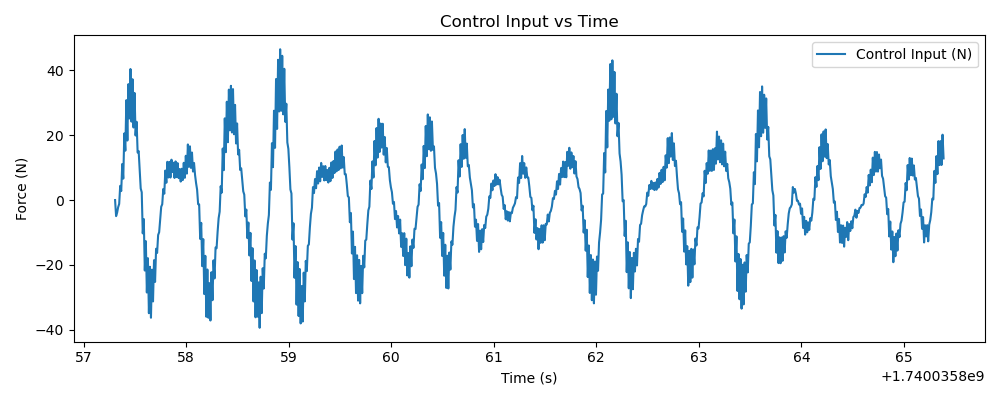 Control Input vs Time
Control Input (N)
Force (N)
40
20
0
−20
−40
57 58 59 60 61 62 63 64 65
Time (s)
+1.7400358e9